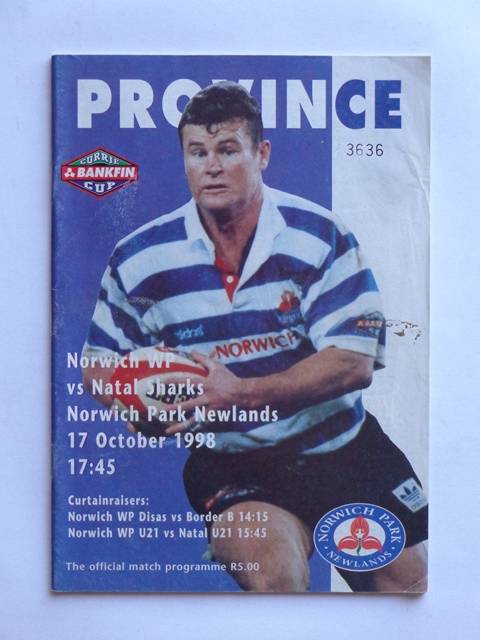 PROVINCE
3636
CURRIE
BANKFIN
CUP
adidas
NORWICH
Norwich WP
vs Natal Sharks
Norwich Park Newlands
17 October 1998
17:45
Curtainraisers:
Norwich WP Disas vs Border B 14:15
Norwich WP U21 vs Natal U21 15:45
The official match programme R5.00
NORWICH PARK
NEWLANDS